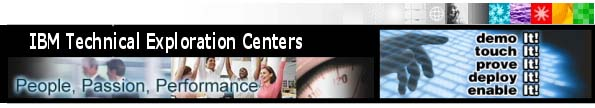 IBM Technical Exploration Centers
People, Passion, Performance
demo It!
touch It!
prove It!
deploy It!
enable It!